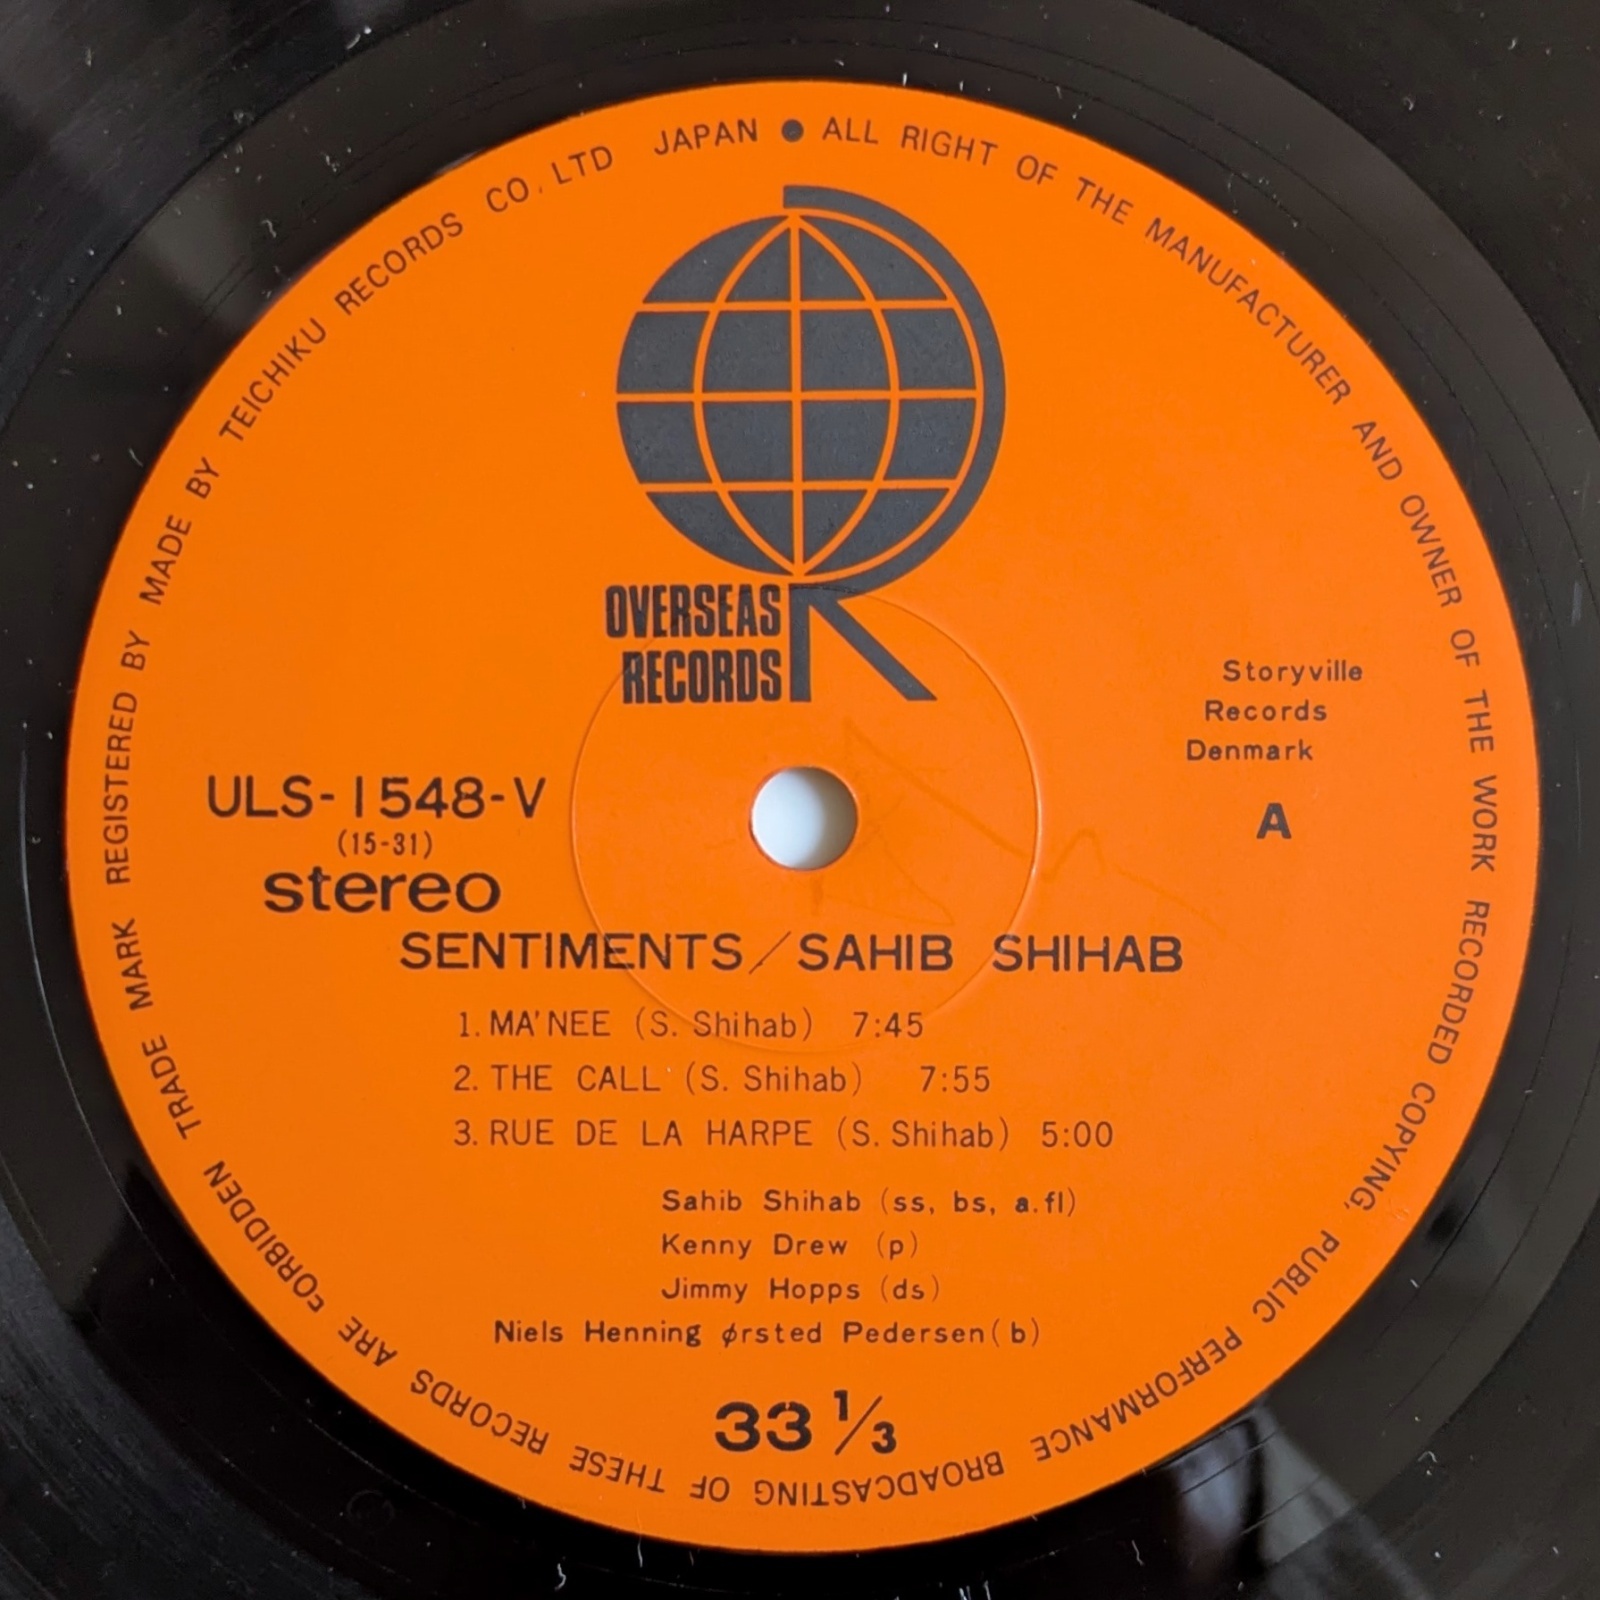 ALL RIGHT OF THE MANUFACTURER AND OWNER OF THE WORK RECORDED COPYING, PUBLIC PERFORMANCE BROADCASTING OF THESE RECORDS ARE FORBIDDEN TRADE MARK REGISTERED BY MADE BY TEICHIKU RECORDS CO. LTD JAPAN ●
OVERSEAS
RECORDS
Storyville
Records
Denmark
ULS-1548-V
(15-31)
stereo
A
SENTIMENTS/SAHIB SHIHAB
1. MA'NEE (S. Shihab) 7:45
2. THE CALL (S. Shihab) 7:55
3. RUE DE LA HARPE (S. Shihab) 5:00
Sahib Shihab (ss, bs, a.fl)
Kenny Drew (p)
Jimmy Hopps (ds)
Niels Henning ørsted Pedersen (b)
33 1/3